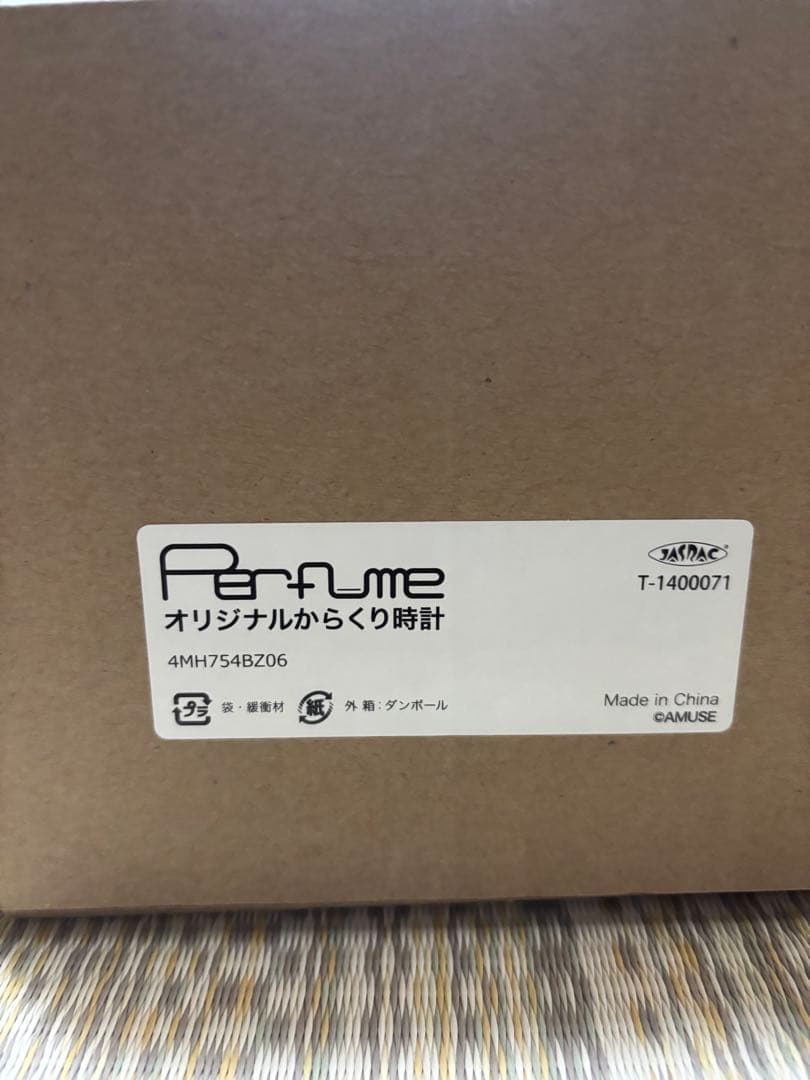 Perfume
JASRAC
T-1400071
オリジナルからくり時計
4MH754BZ06
プラ 袋・緩衝材 紙 外箱:ダンボール
Made in China
©AMUSE